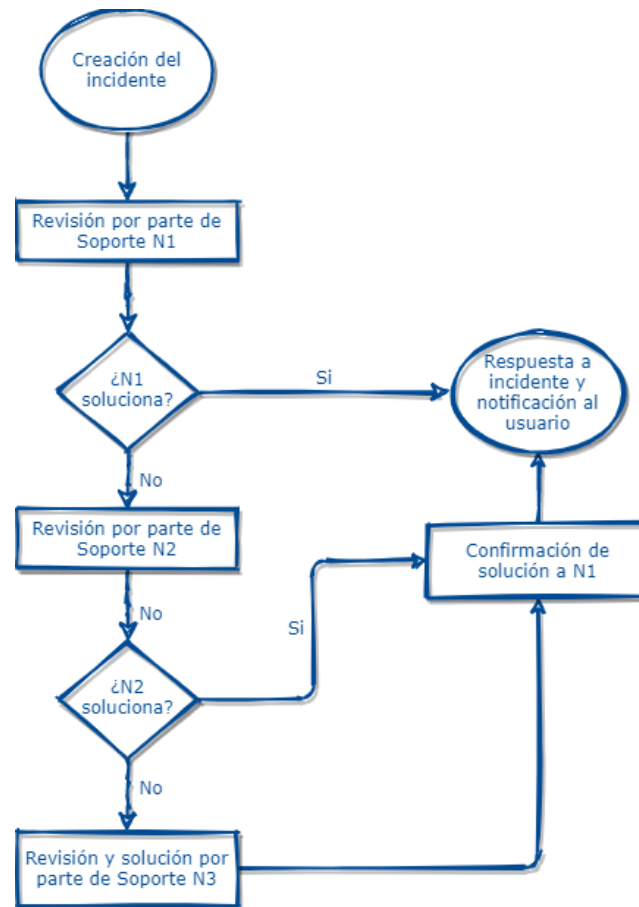 Creación del
incidente
Revisión por parte de
Soporte N1
¿N1
soluciona?
Si
Respuesta a
incidente y
notificación al
usuario
No
Revisión por parte de
Soporte N2
Confirmación de
solución a N1
No
Si
¿N2
soluciona?
No
Revisión y solución por
parte de Soporte N3